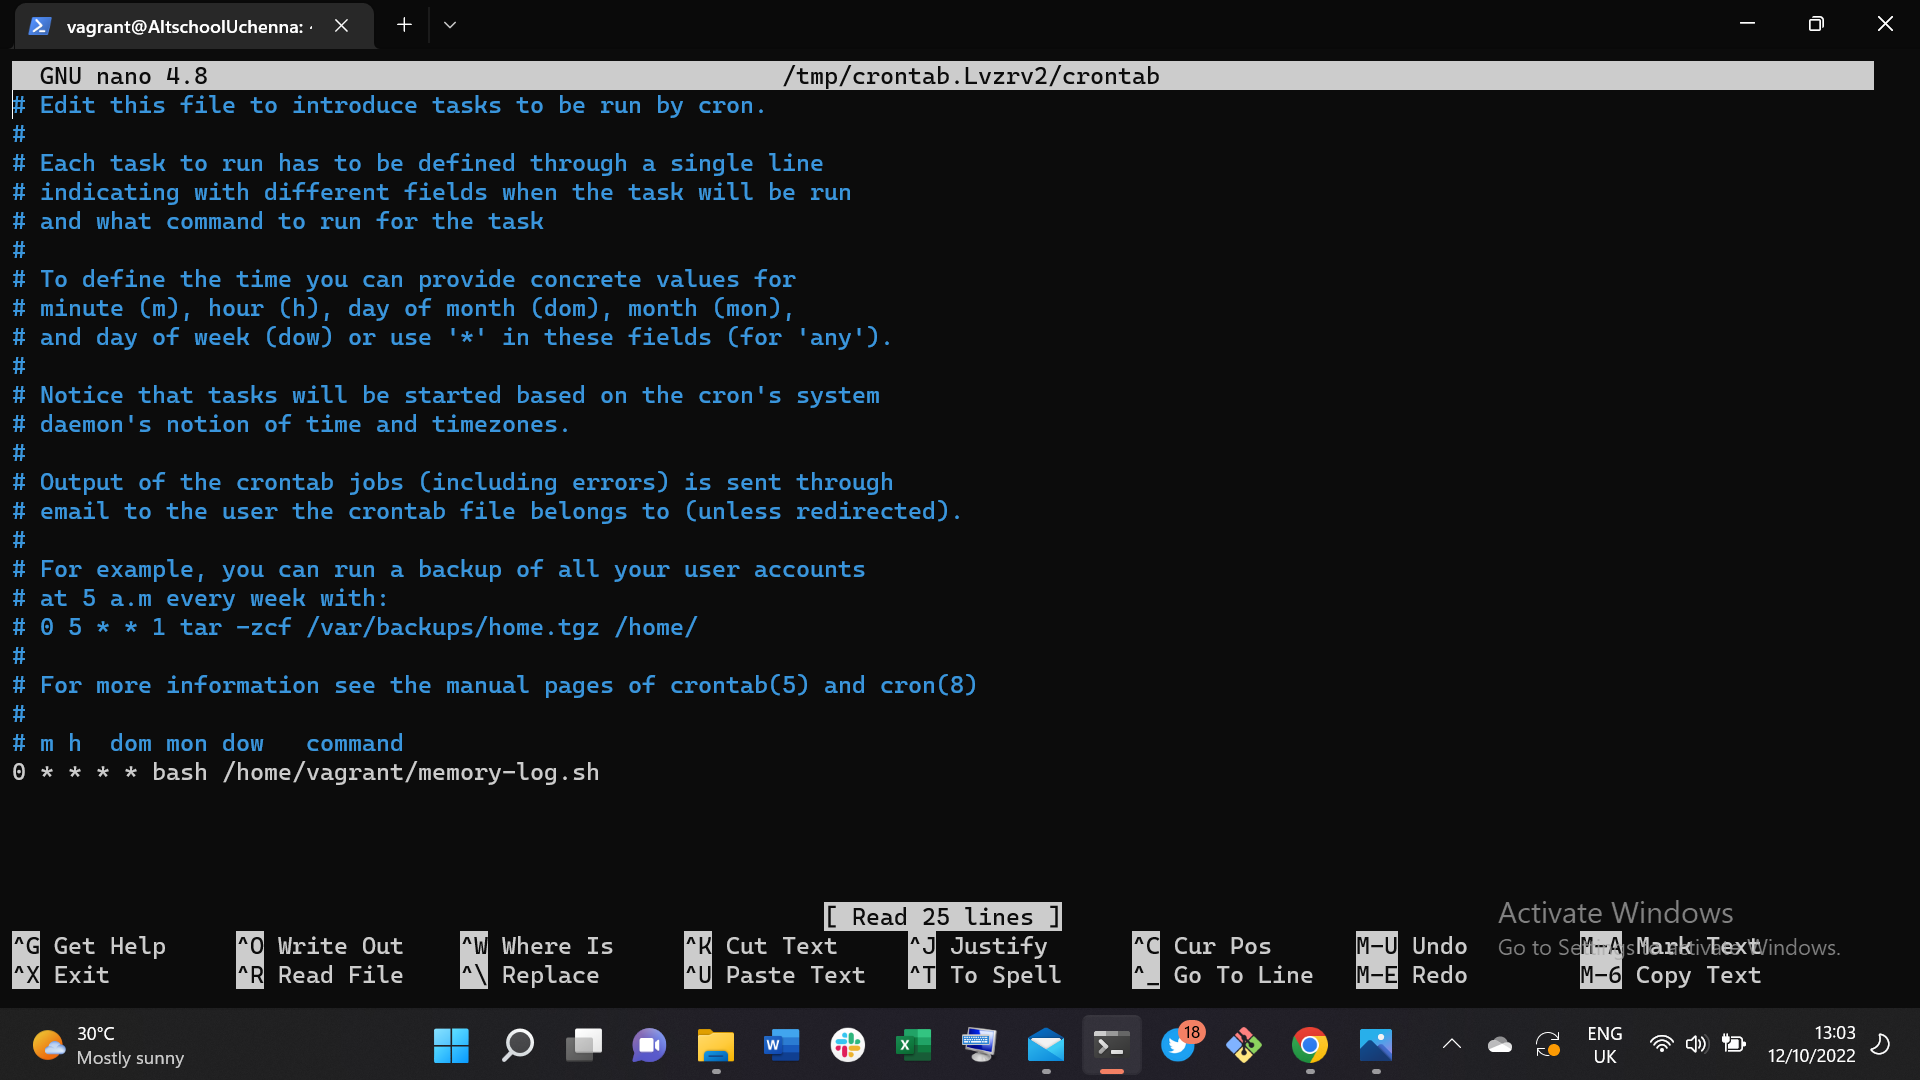 vagrant@AltschoolUchenna: ·
GNU nano 4.8 /tmp/crontab.Lvzrv2/crontab
# Edit this file to introduce tasks to be run by cron.
#
# Each task to run has to be defined through a single line
# indicating with different fields when the task will be run
# and what command to run for the task
#
# To define the time you can provide concrete values for
# minute (m), hour (h), day of month (dom), month (mon),
# and day of week (dow) or use '*' in these fields (for 'any').
#
# Notice that tasks will be started based on the cron's system
# daemon's notion of time and timezones.
#
# Output of the crontab jobs (including errors) is sent through
# email to the user the crontab file belongs to (unless redirected).
#
# For example, you can run a backup of all your user accounts
# at 5 a.m every week with:
# 0 5 * * 1 tar -zcf /var/backups/home.tgz /home/
#
# For more information see the manual pages of crontab(5) and cron(8)
#
# m h  dom mon dow   command
0 * * * * bash /home/vagrant/memory-log.sh
[ Read 25 lines ]
Activate Windows
Go to Settings to activate Windows.
^G Get Help ^O Write Out ^W Where Is ^K Cut Text ^J Justify ^C Cur Pos M-U Undo M-A Mark Text
^X Exit ^R Read File ^\ Replace ^U Paste Text ^T To Spell ^_ Go To Line M-E Redo M-6 Copy Text
30°C
Mostly sunny
18
ENG
UK
13:03
12/10/2022